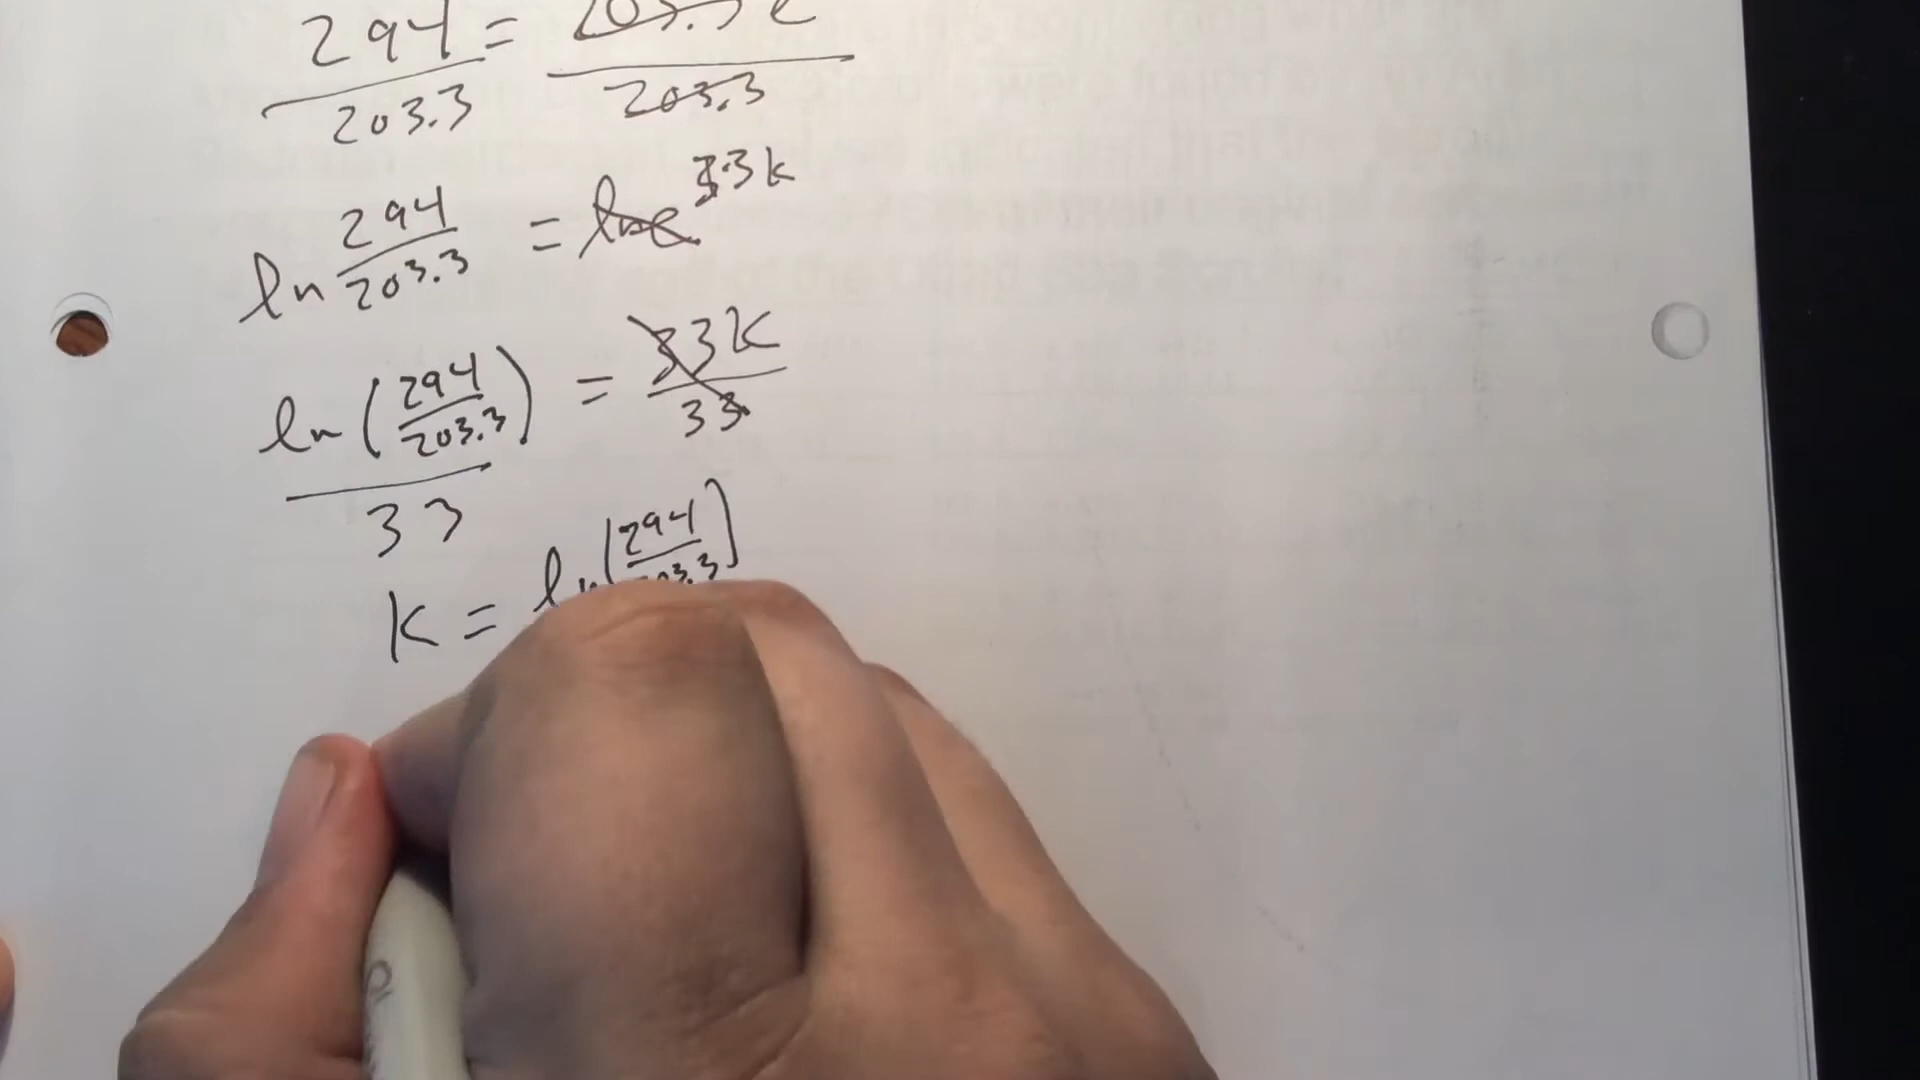 294 = 203.3e
203.3 203.3
ln 294/203.3 = ln e^33k
ln (294/203.3) = 33k
33 33
k = ln (294/203.3)